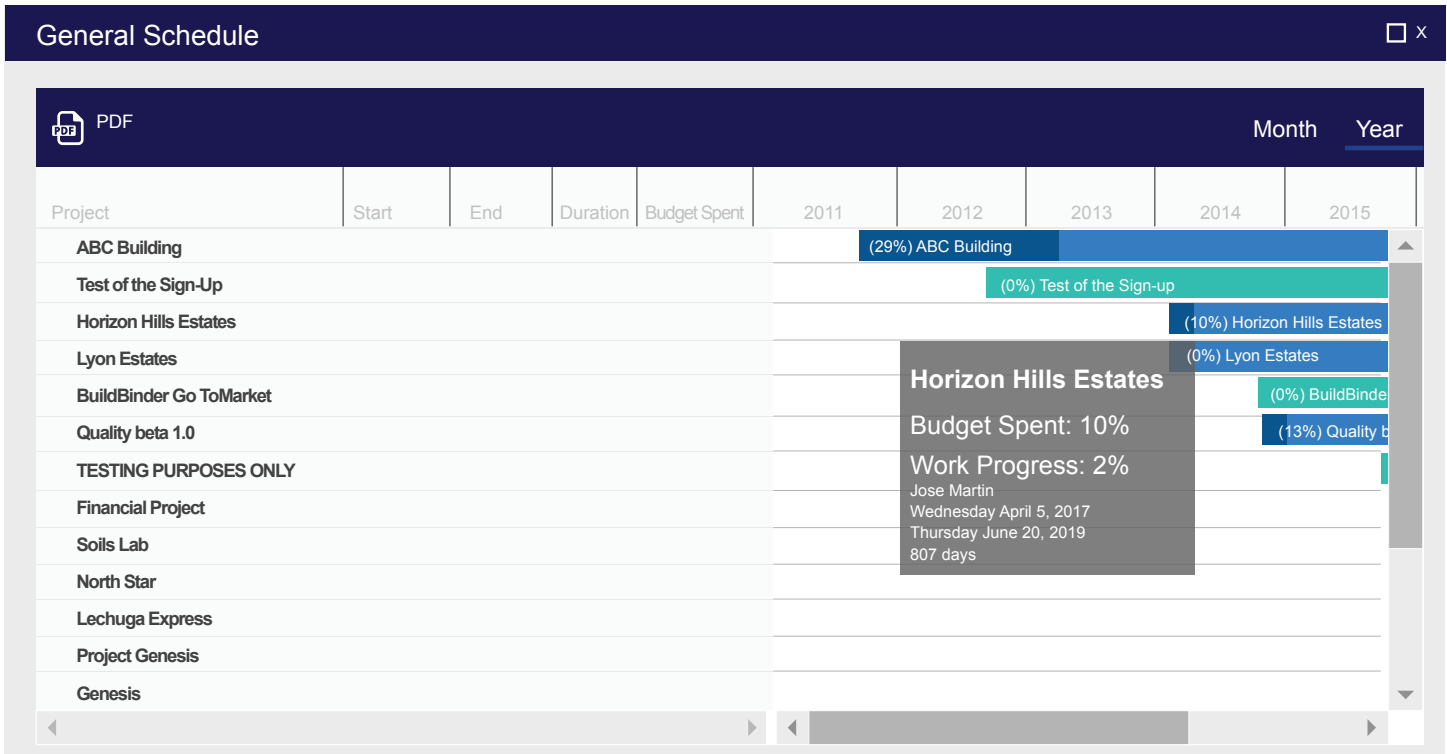 General Schedule
X
PDF
PDF
Month Year
Project Start End Duration Budget Spent 2011 2012 2013 2014 2015
ABC Building (29%) ABC Building
Test of the Sign-Up (0%) Test of the Sign-up
Horizon Hills Estates (10%) Horizon Hills Estates
Lyon Estates (0%) Lyon Estates
BuildBinder Go ToMarket (0%) BuildBinde
Quality beta 1.0 (13%) Quality b
TESTING PURPOSES ONLY
Financial Project
Soils Lab
North Star
Lechuga Express
Project Genesis
Genesis
Horizon Hills Estates
Budget Spent: 10%
Work Progress: 2%
Jose Martin
Wednesday April 5, 2017
Thursday June 20, 2019
807 days